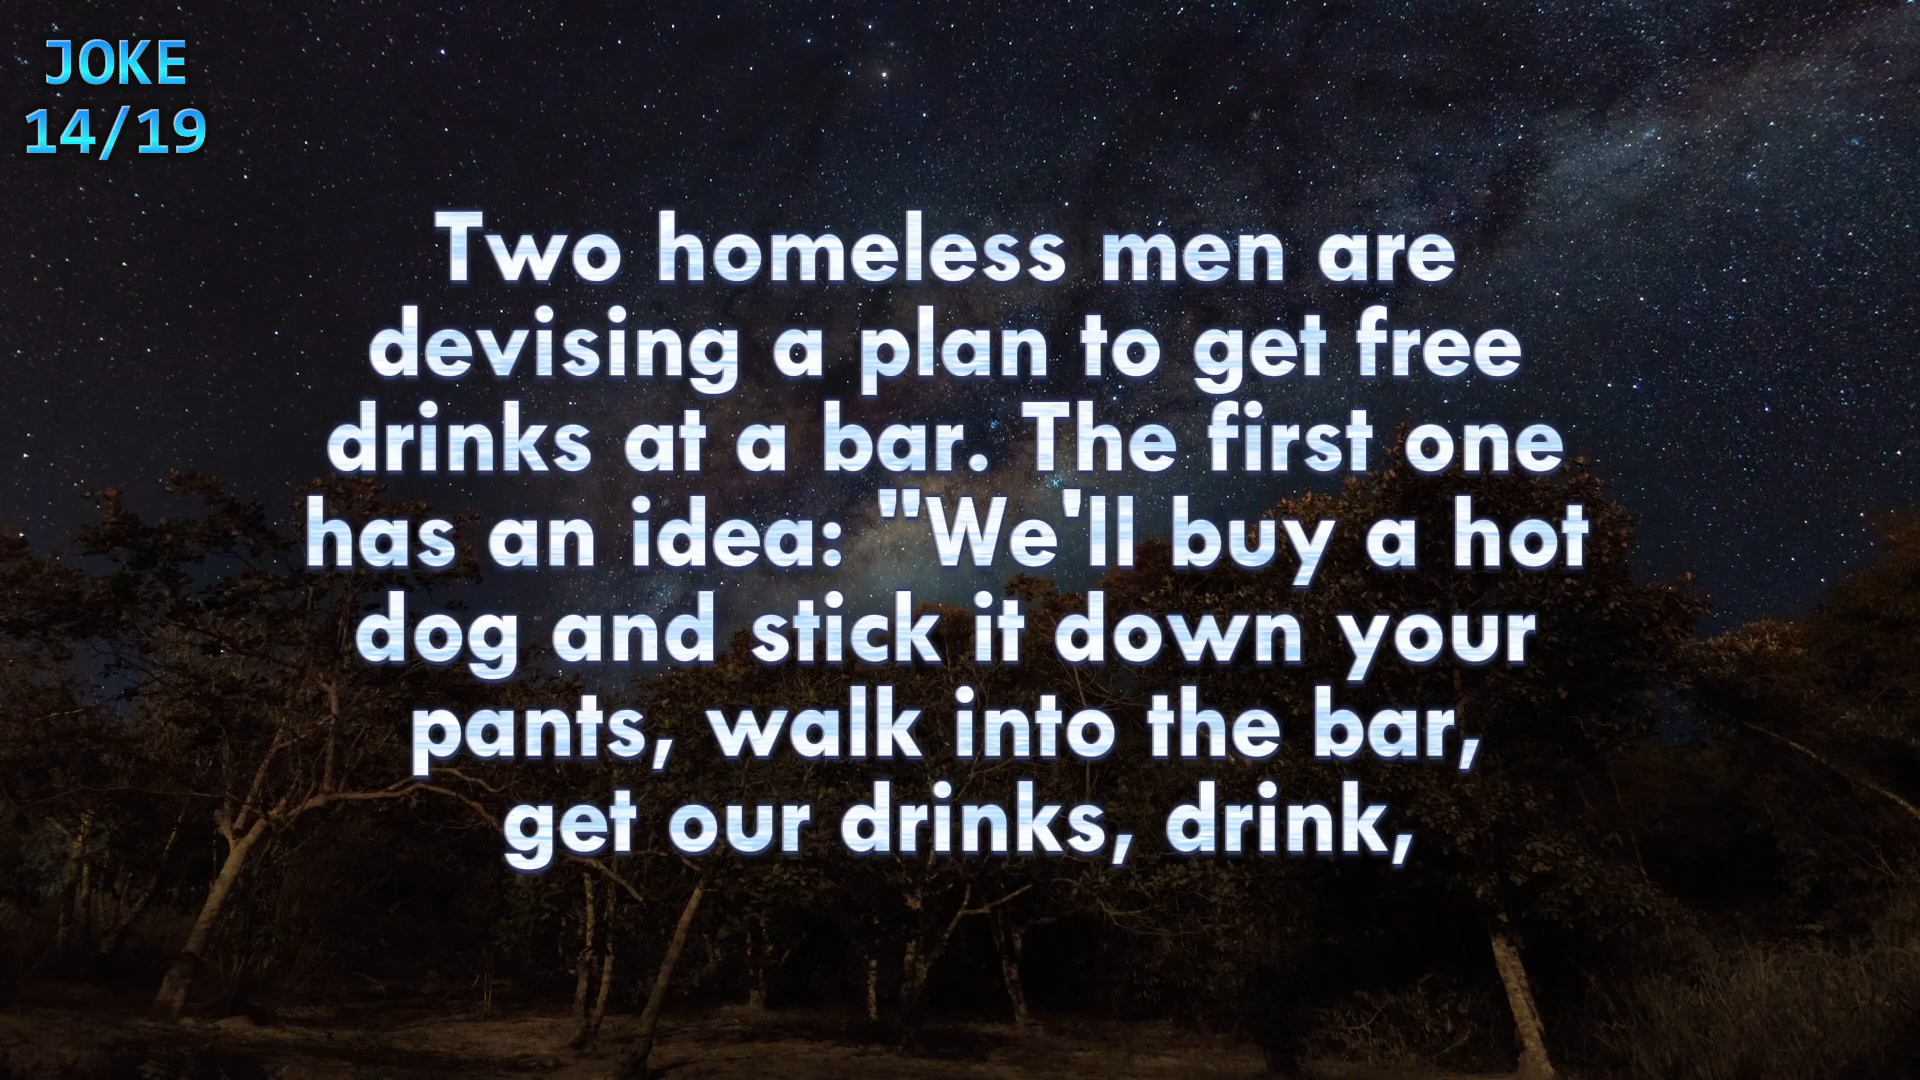 JOKE
14/19
Two homeless men are
devising a plan to get free
drinks at a bar. The first one
has an idea: "We'll buy a hot
dog and stick it down your
pants, walk into the bar,
get our drinks, drink,